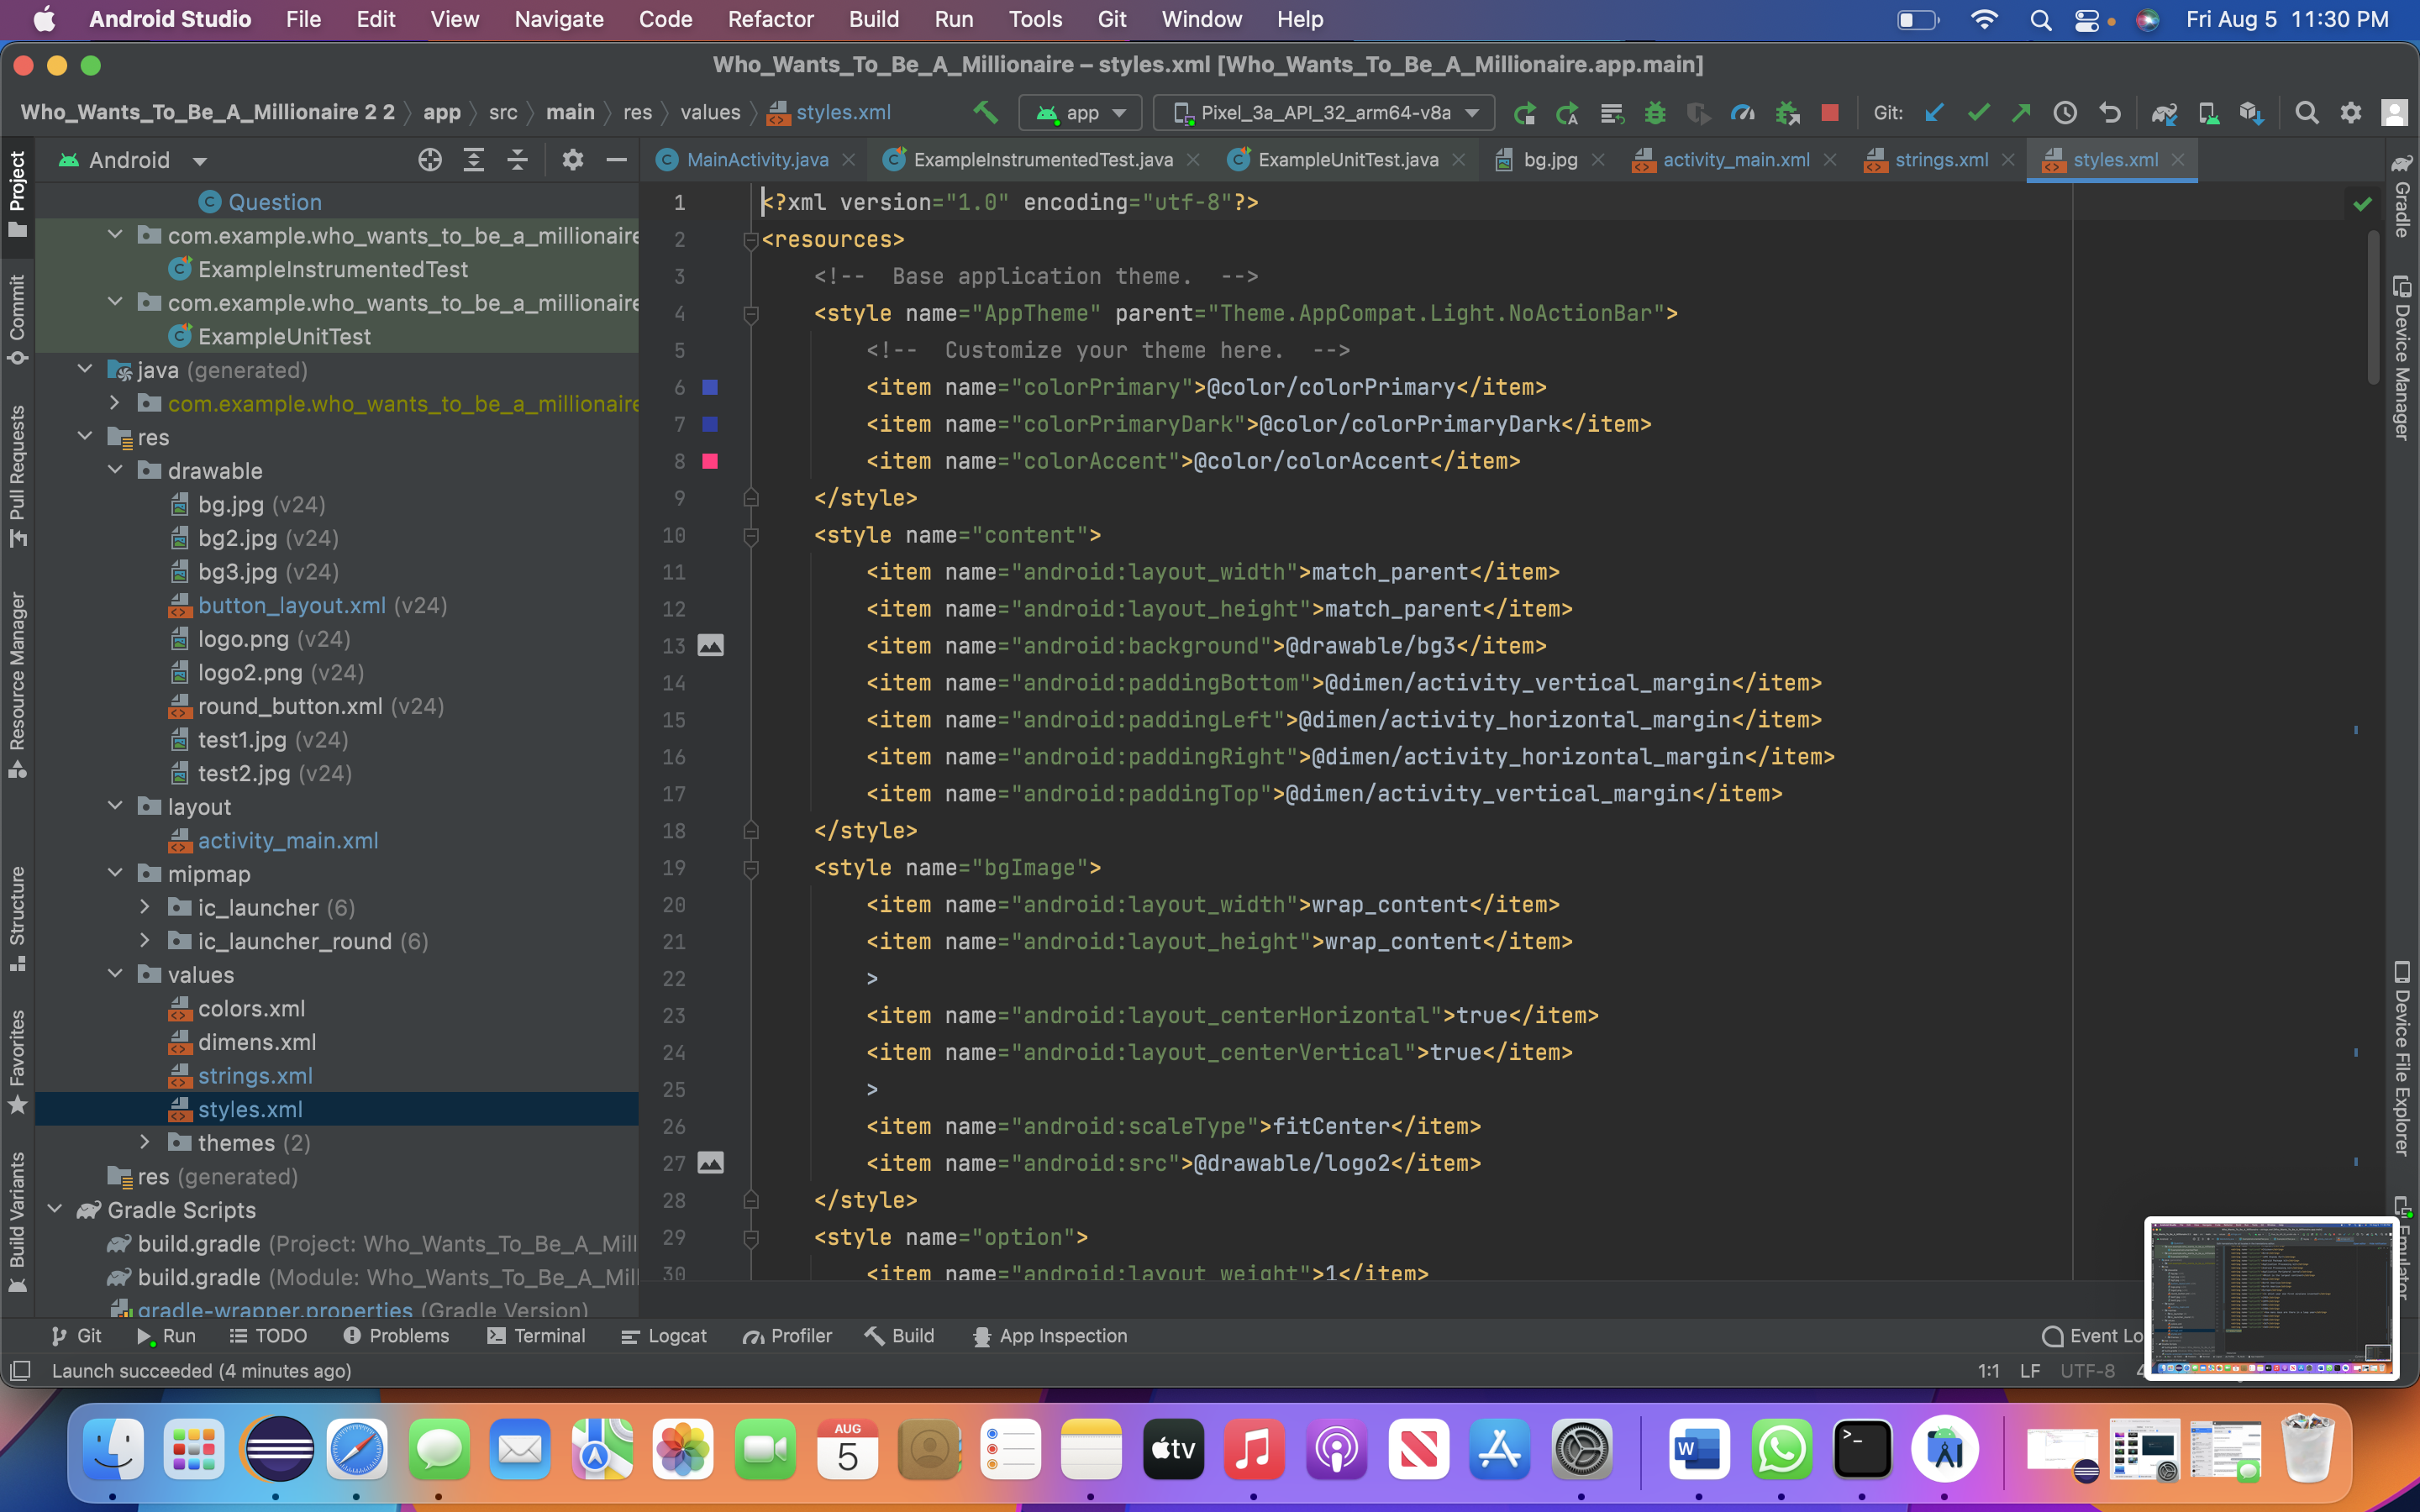 Android Studio File Edit View Navigate Code Refactor Build Run Tools Git Window Help Fri Aug 5 11:30 PM
Who_Wants_To_Be_A_Millionaire – styles.xml [Who_Wants_To_Be_A_Millionaire.app.main]
Who_Wants_To_Be_A_Millionaire 2 2 app src main res values styles.xml app Pixel_3a_API_32_arm64-v8a Git:
Android
MainActivity.java ExampleInstrumentedTest.java ExampleUnitTest.java bg.jpg activity_main.xml strings.xml styles.xml
Project
Commit
Pull Requests
Resource Manager
Structure
Favorites
Build Variants
Question
com.example.who_wants_to_be_a_millionaire
ExampleInstrumentedTest
com.example.who_wants_to_be_a_millionaire
ExampleUnitTest
java (generated)
com.example.who_wants_to_be_a_millionaire
res
drawable
bg.jpg (v24)
bg2.jpg (v24)
bg3.jpg (v24)
button_layout.xml (v24)
logo.png (v24)
logo2.png (v24)
round_button.xml (v24)
test1.jpg (v24)
test2.jpg (v24)
layout
activity_main.xml
mipmap
ic_launcher (6)
ic_launcher_round (6)
values
colors.xml
dimens.xml
strings.xml
styles.xml
themes (2)
res (generated)
Gradle Scripts
build.gradle (Project: Who_Wants_To_Be_A_Mill
build.gradle (Module: Who_Wants_To_Be_A_Mil
gradle-wrapper.properties (Gradle Version)
1 <?xml version="1.0" encoding="utf-8"?>
2 <resources>
3 <!--  Base application theme.  -->
4 <style name="AppTheme" parent="Theme.AppCompat.Light.NoActionBar">
5 <!--  Customize your theme here.  -->
6 <item name="colorPrimary">@color/colorPrimary</item>
7 <item name="colorPrimaryDark">@color/colorPrimaryDark</item>
8 <item name="colorAccent">@color/colorAccent</item>
9 </style>
10 <style name="content">
11 <item name="android:layout_width">match_parent</item>
12 <item name="android:layout_height">match_parent</item>
13 <item name="android:background">@drawable/bg3</item>
14 <item name="android:paddingBottom">@dimen/activity_vertical_margin</item>
15 <item name="android:paddingLeft">@dimen/activity_horizontal_margin</item>
16 <item name="android:paddingRight">@dimen/activity_horizontal_margin</item>
17 <item name="android:paddingTop">@dimen/activity_vertical_margin</item>
18 </style>
19 <style name="bgImage">
20 <item name="android:layout_width">wrap_content</item>
21 <item name="android:layout_height">wrap_content</item>
22 >
23 <item name="android:layout_centerHorizontal">true</item>
24 <item name="android:layout_centerVertical">true</item>
25 >
26 <item name="android:scaleType">fitCenter</item>
27 <item name="android:src">@drawable/logo2</item>
28 </style>
29 <style name="option">
30 <item name="android:layout_weight">1</item>
Gradle
Device Manager
Device File Explorer
Emulator
Git Run TODO Problems Terminal Logcat Profiler Build App Inspection Event Lo
Launch succeeded (4 minutes ago) 1:1 LF UTF-8 4
AUG
5
tv
W